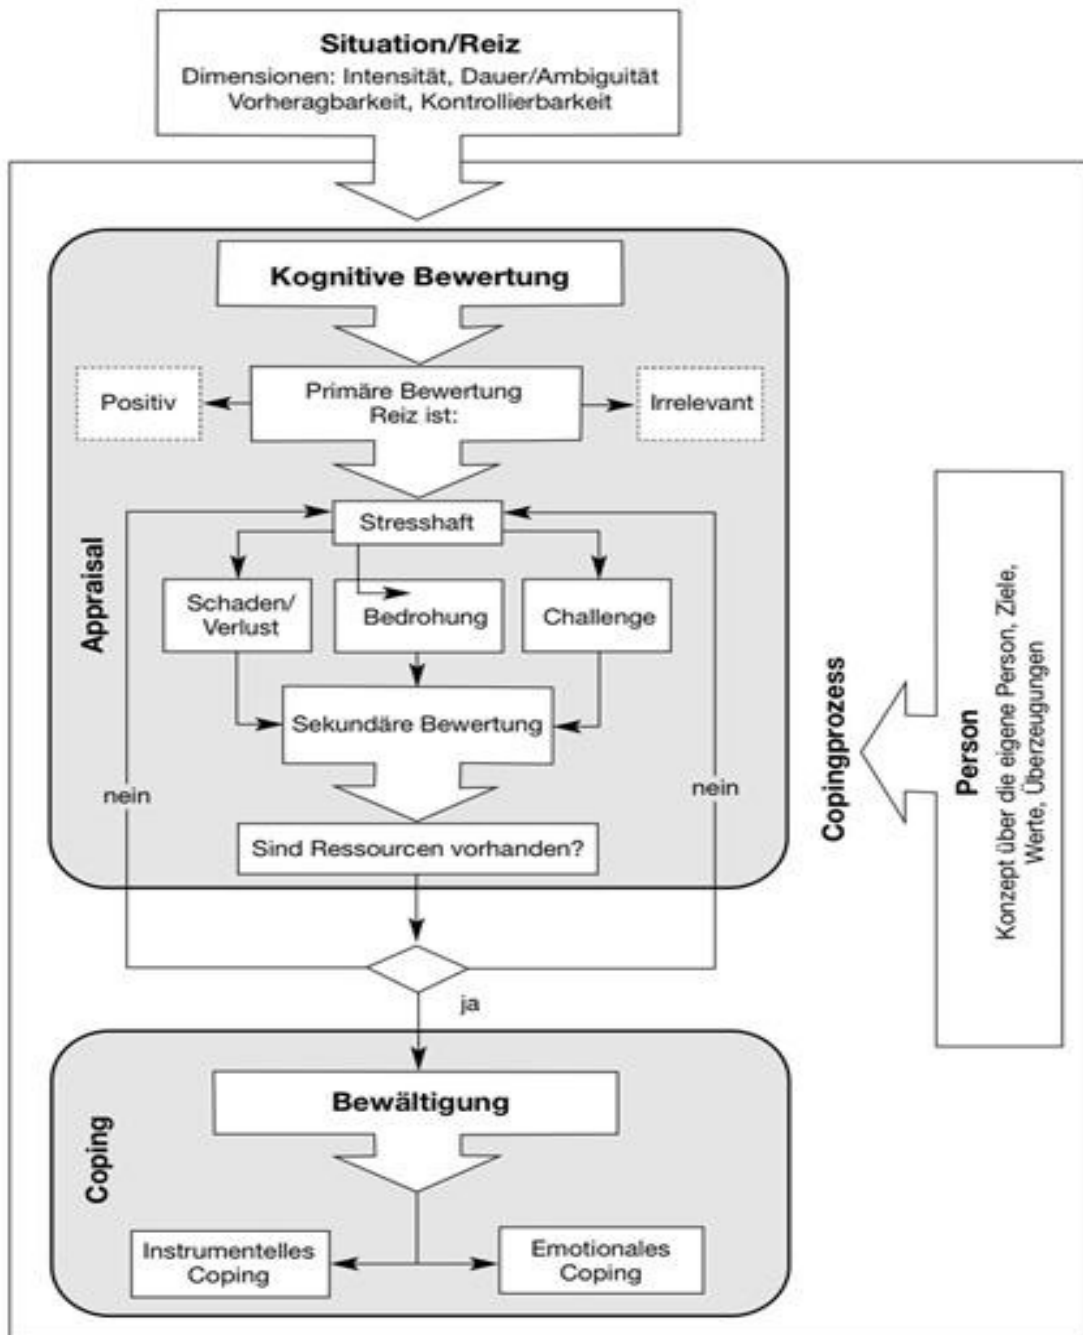 Situation/Reiz
Dimensionen: Intensität, Dauer/Ambiguität
Vorheragbarkeit, Kontrollierbarkeit
Kognitive Bewertung
Positiv
Primäre Bewertung
Reiz ist:
Irrelevant
Stresshaft
Schaden/
Verlust
Bedrohung
Challenge
Sekundäre Bewertung
nein
nein
Sind Ressourcen vorhanden?
Appraisal
ja
Bewältigung
Instrumentelles
Coping
Emotionales
Coping
Coping
Copingprozess
Person
Konzept über die eigene Person, Ziele,
Werte, Überzeugungen